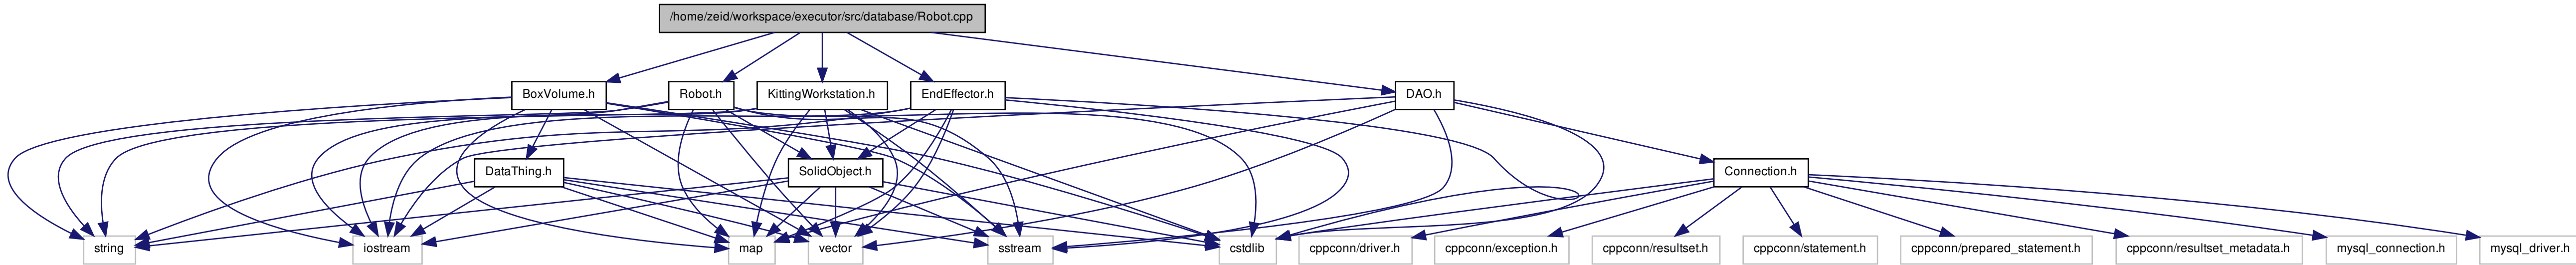 /home/zeid/workspace/executor/src/database/Robot.cpp
BoxVolume.h
Robot.h
KittingWorkstation.h
EndEffector.h
DAO.h
DataThing.h
SolidObject.h
Connection.h
string
iostream
map
vector
sstream
cstdlib
cppconn/driver.h
cppconn/exception.h
cppconn/resultset.h
cppconn/statement.h
cppconn/prepared_statement.h
cppconn/resultset_metadata.h
mysql_connection.h
mysql_driver.h